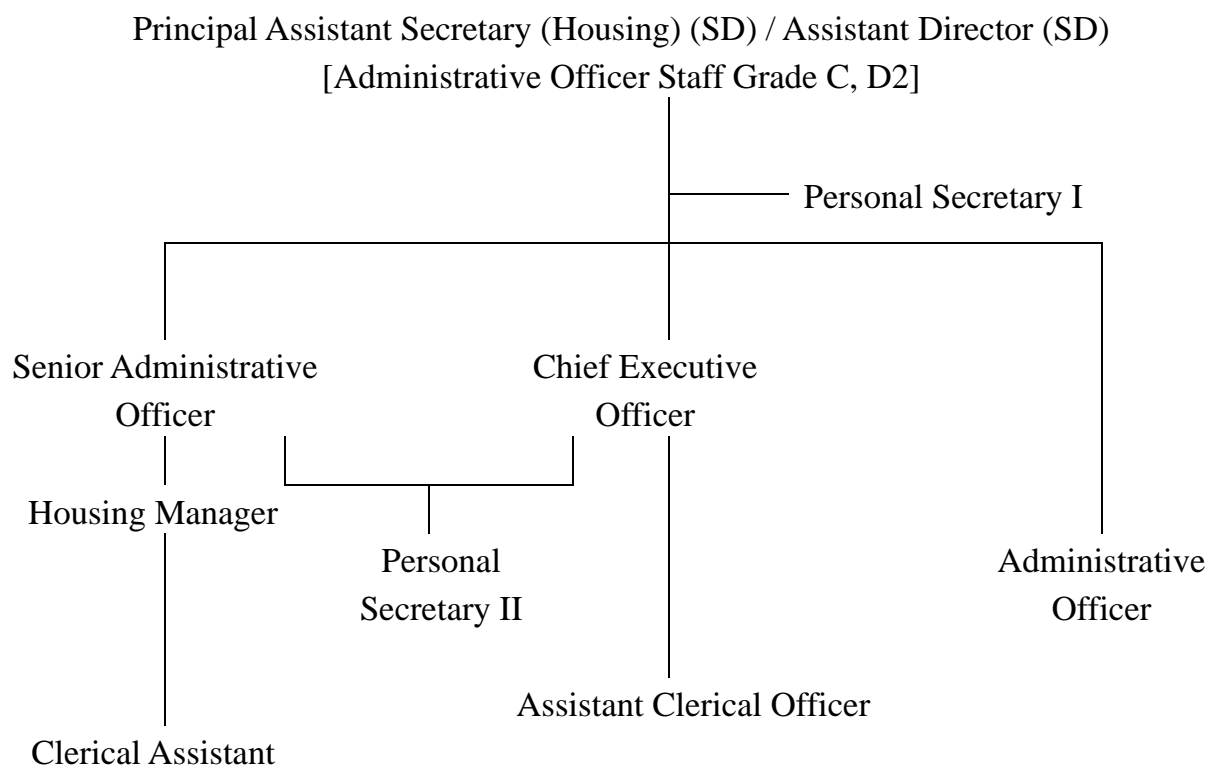 Principal Assistant Secretary (Housing) (SD) / Assistant Director (SD)
[Administrative Officer Staff Grade C, D2]
Personal Secretary I
Senior Administrative
Officer
Chief Executive
Officer
Housing Manager
Personal
Secretary II
Administrative
Officer
Assistant Clerical Officer
Clerical Assistant